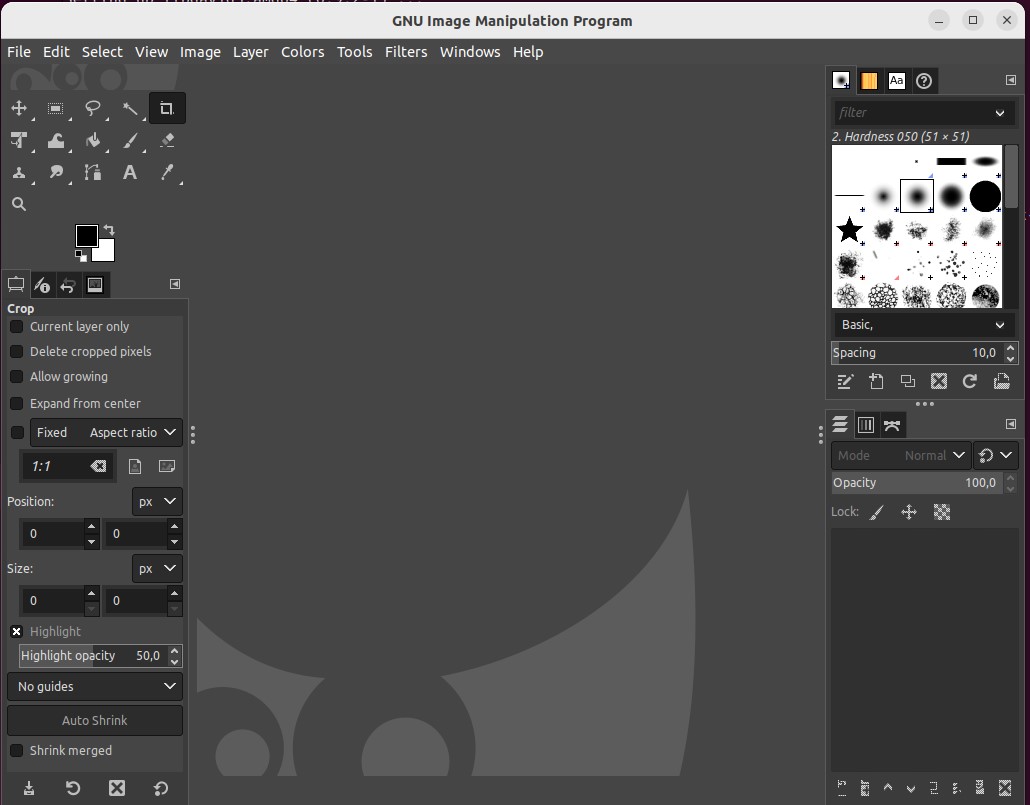 GNU Image Manipulation Program
File Edit Select View Image Layer Colors Tools Filters Windows Help
Aa
filter
2. Hardness 050 (51 × 51)
Basic,
Spacing 10,0
Crop
Current layer only
Delete cropped pixels
Allow growing
Expand from center
Fixed Aspect ratio
1:1
Position: px
0 0
Size: px
0 0
Highlight
Highlight opacity 50,0
No guides
Auto Shrink
Shrink merged
Mode Normal
Opacity 100,0
Lock: